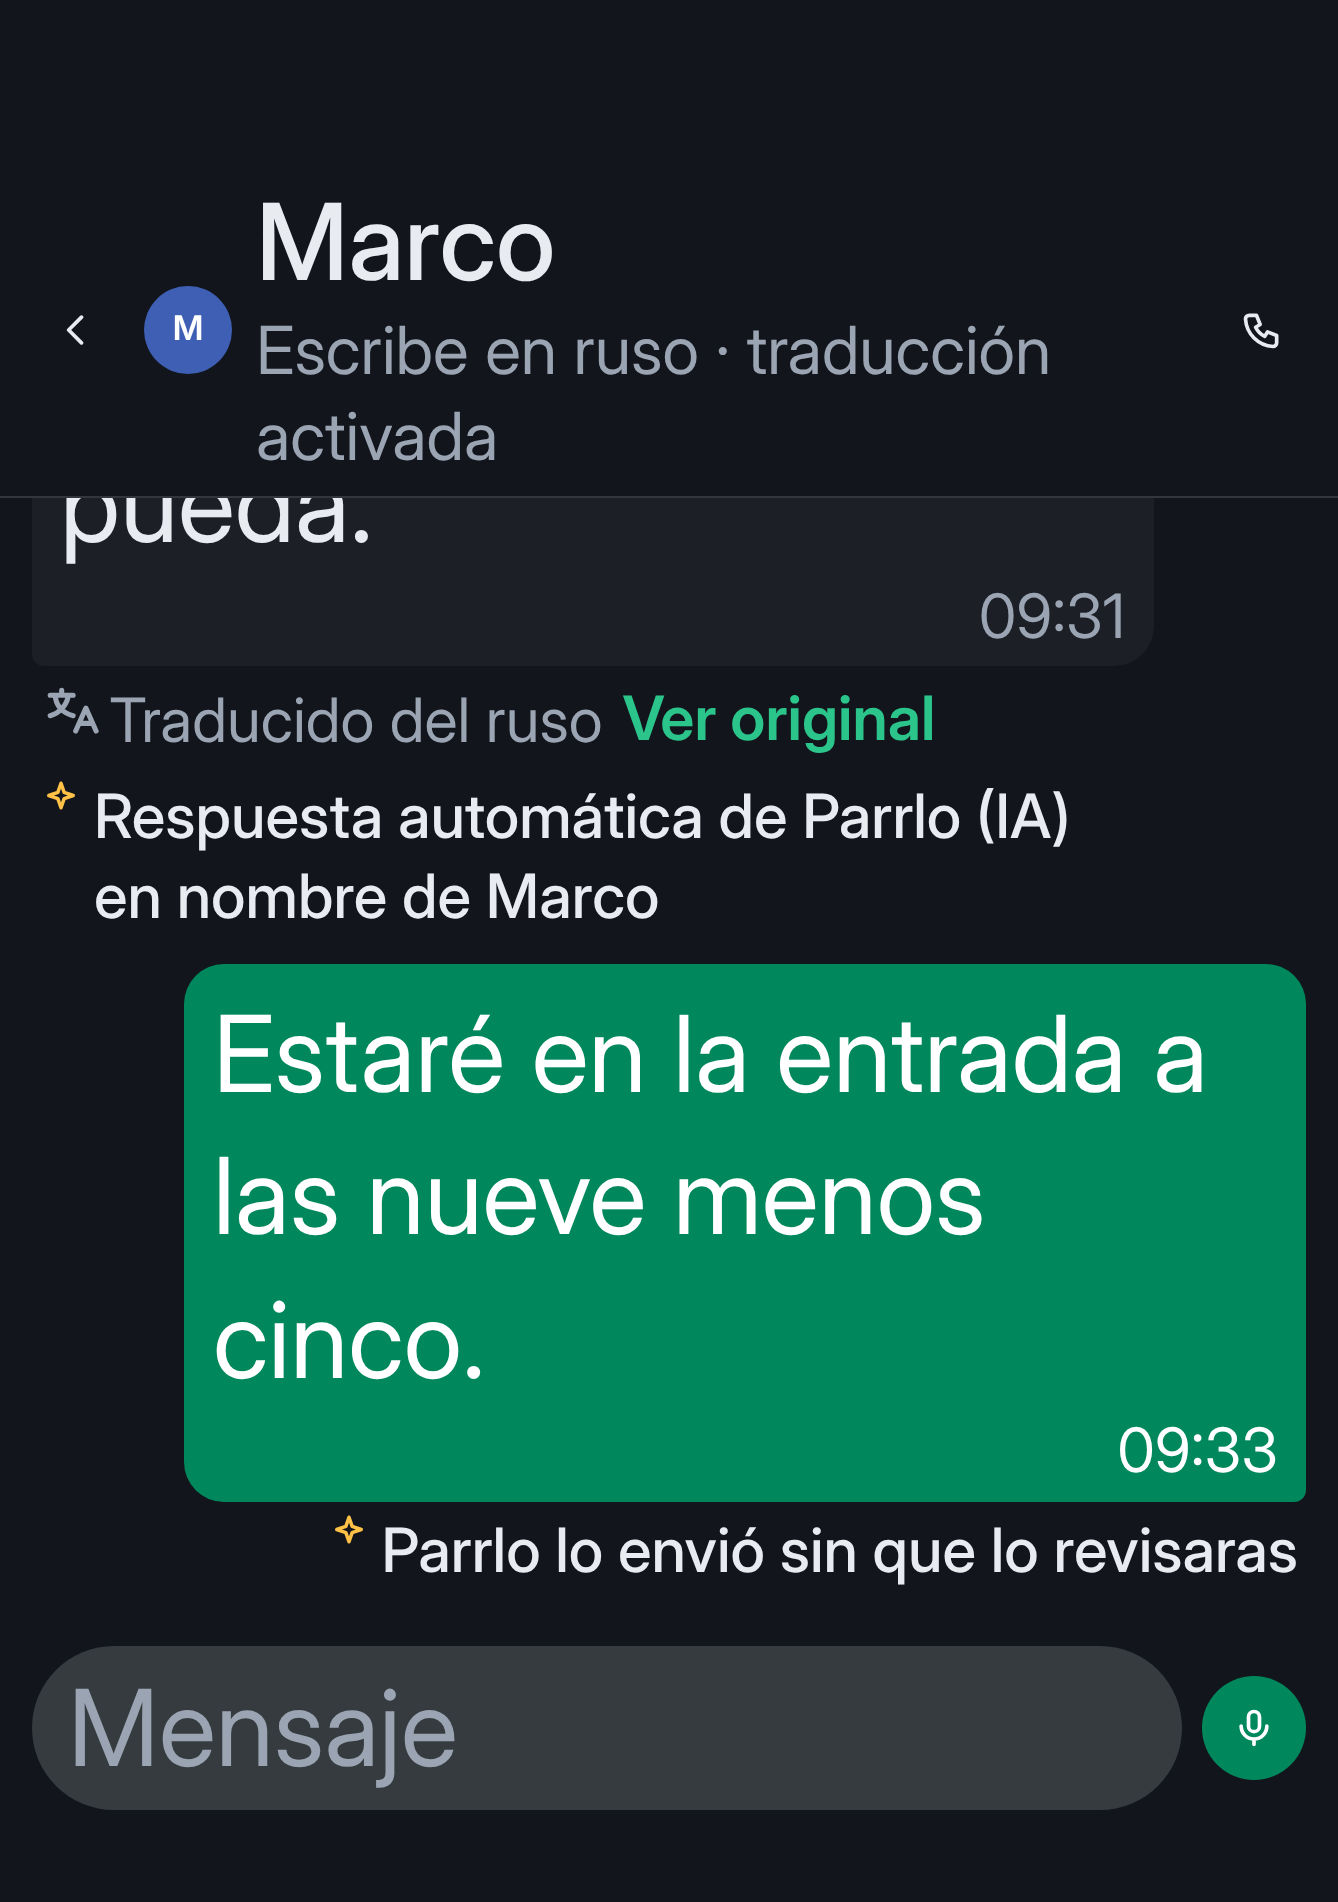 Marco
M
Escribe en ruso · traducción
activada
pueda.
09:31
Traducido del ruso Ver original
Respuesta automática de Parrlo (IA)
en nombre de Marco
Estaré en la entrada a
las nueve menos
cinco.
09:33
Parrlo lo envió sin que lo revisaras
Mensaje